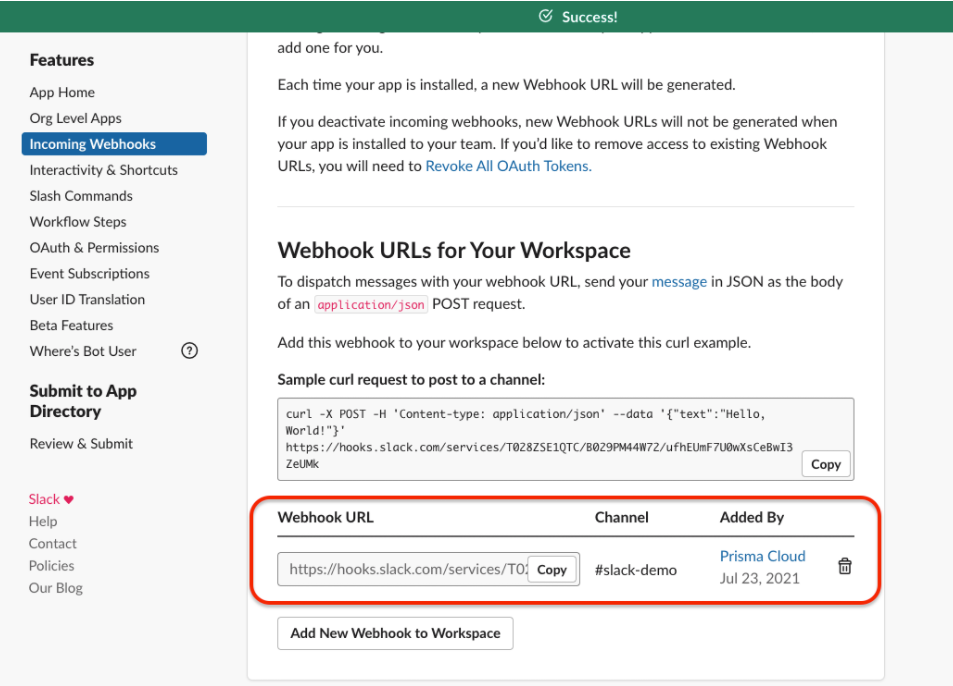 Success!
Features
App Home
Org Level Apps
Incoming Webhooks
Interactivity & Shortcuts
Slash Commands
Workflow Steps
OAuth & Permissions
Event Subscriptions
User ID Translation
Beta Features
Where's Bot User ?
Submit to App
Directory
Review & Submit
Slack ♥
Help
Contact
Policies
Our Blog
add one for you.
Each time your app is installed, a new Webhook URL will be generated.
If you deactivate incoming webhooks, new Webhook URLs will not be generated when
your app is installed to your team. If you'd like to remove access to existing Webhook
URLs, you will need to Revoke All OAuth Tokens.
Webhook URLs for Your Workspace
To dispatch messages with your webhook URL, send your message in JSON as the body
of an application/json POST request.
Add this webhook to your workspace below to activate this curl example.
Sample curl request to post to a channel:
curl -X POST -H 'Content-type: application/json' --data '{"text":"Hello,
World!"}'
https://hooks.slack.com/services/T028ZSE1QTC/B029PM44W7Z/ufhEUmF7U0wXsCeBwI3
ZeUMk
Copy
Webhook URL Channel Added By
https://hooks.slack.com/services/T02 Copy #slack-demo Prisma Cloud
Jul 23, 2021
Add New Webhook to Workspace